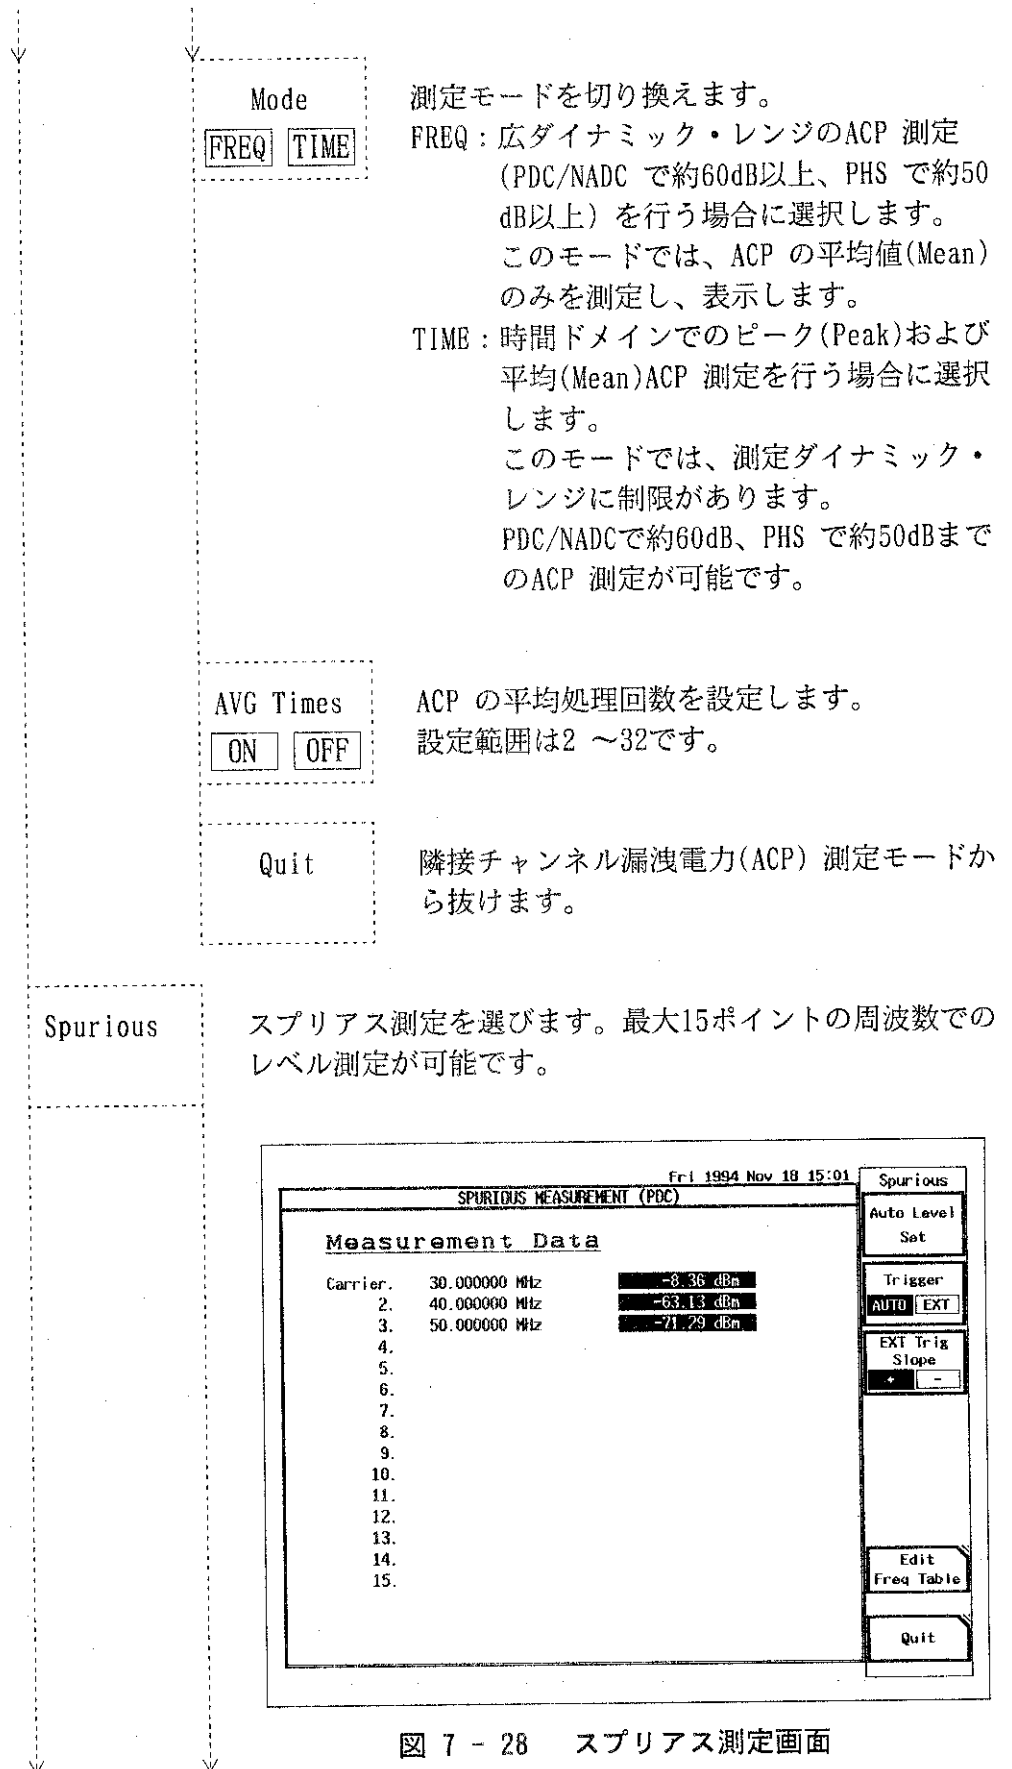 Mode
FREQ TIME
測定モードを切り換えます。
FREQ：広ダイナミック・レンジのACP 測定
(PDC/NADC で約60dB以上、PHS で約50
dB以上）を行う場合に選択します。
このモードでは、ACP の平均値(Mean)
のみを測定し、表示します。
TIME：時間ドメインでのピーク(Peak)および
平均(Mean)ACP 測定を行う場合に選択
します。
このモードでは、測定ダイナミック・
レンジに制限があります。
PDC/NADCで約60dB、PHS で約50dBまで
のACP 測定が可能です。
AVG Times
ON OFF
ACP の平均処理回数を設定します。
設定範囲は2 ～32です。
Quit
隣接チャンネル漏洩電力(ACP) 測定モードか
ら抜けます。
Spurious
スプリアス測定を選びます。最大15ポイントの周波数での
レベル測定が可能です。
Fri 1994 Nov 18 15:01
SPURIOUS MEASUREMENT (PDC)
Measurement Data
Carrier. 30.000000 MHz -8.36 dBm
2. 40.000000 MHz -63.13 dBm
3. 50.000000 MHz -71.29 dBm
4.
5.
6.
7.
8.
9.
10.
11.
12.
13.
14.
15.
Spurious
Auto Level
Set
Trigger
AUTO EXT
EXT Trig
Slope
+ -
Edit
Freq Table
Quit
図 7 - 28 スプリアス測定画面